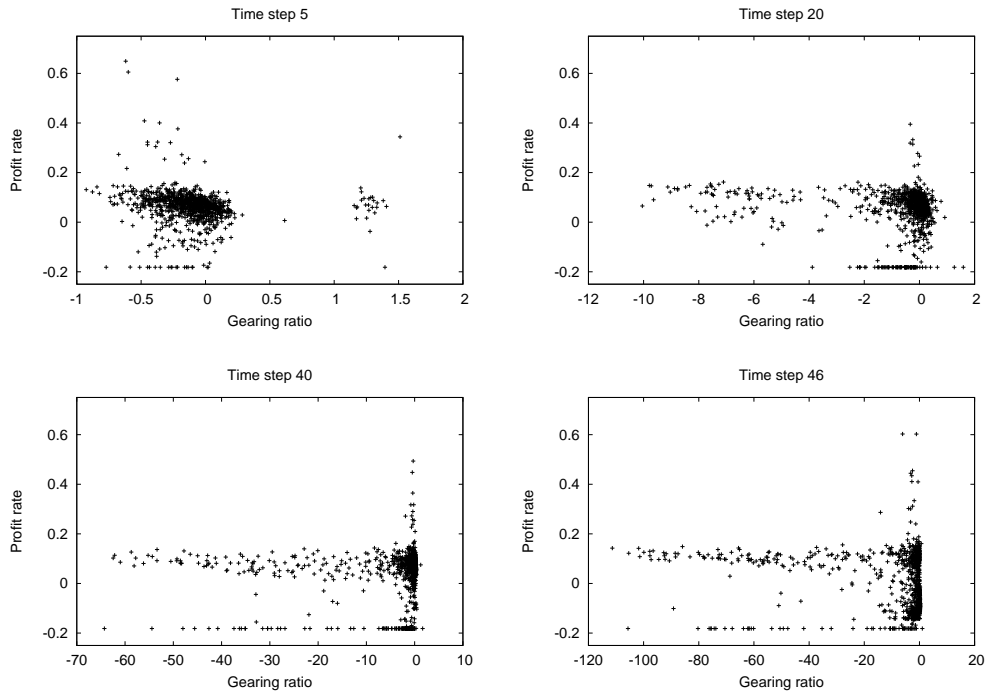 Time step 5
0.6
0.4
0.2
0
-0.2
Profit rate
-1 -0.5 0 0.5 1 1.5 2
Gearing ratio
Time step 20
0.6
0.4
0.2
0
-0.2
Profit rate
-12 -10 -8 -6 -4 -2 0 2
Gearing ratio
Time step 40
0.6
0.4
0.2
0
-0.2
Profit rate
-70 -60 -50 -40 -30 -20 -10 0 10
Gearing ratio
Time step 46
0.6
0.4
0.2
0
-0.2
Profit rate
-120 -100 -80 -60 -40 -20 0 20
Gearing ratio